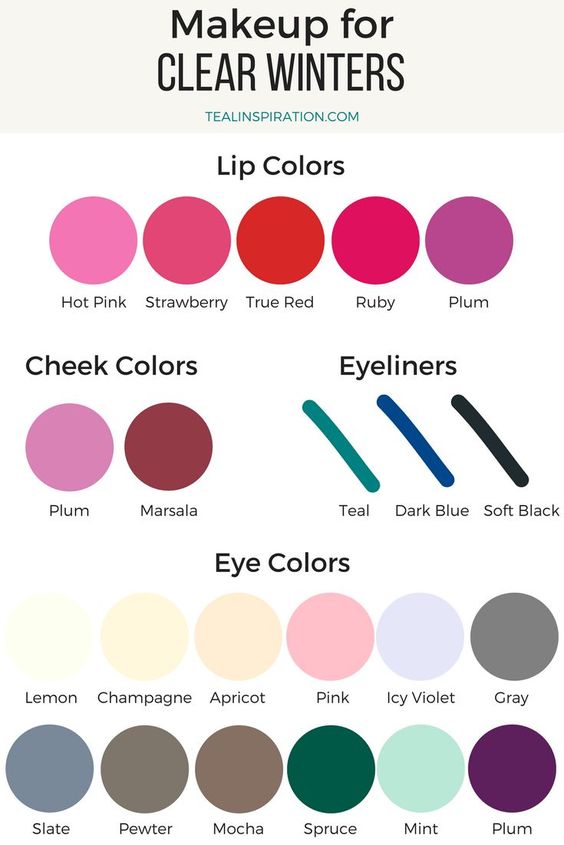 Makeup for
CLEAR WINTERS
TEALINSPIRATION.COM
Lip Colors
Hot Pink Strawberry True Red Ruby Plum
Cheek Colors Eyeliners
Plum Marsala Teal Dark Blue Soft Black
Eye Colors
Lemon Champagne Apricot Pink Icy Violet Gray
Slate Pewter Mocha Spruce Mint Plum